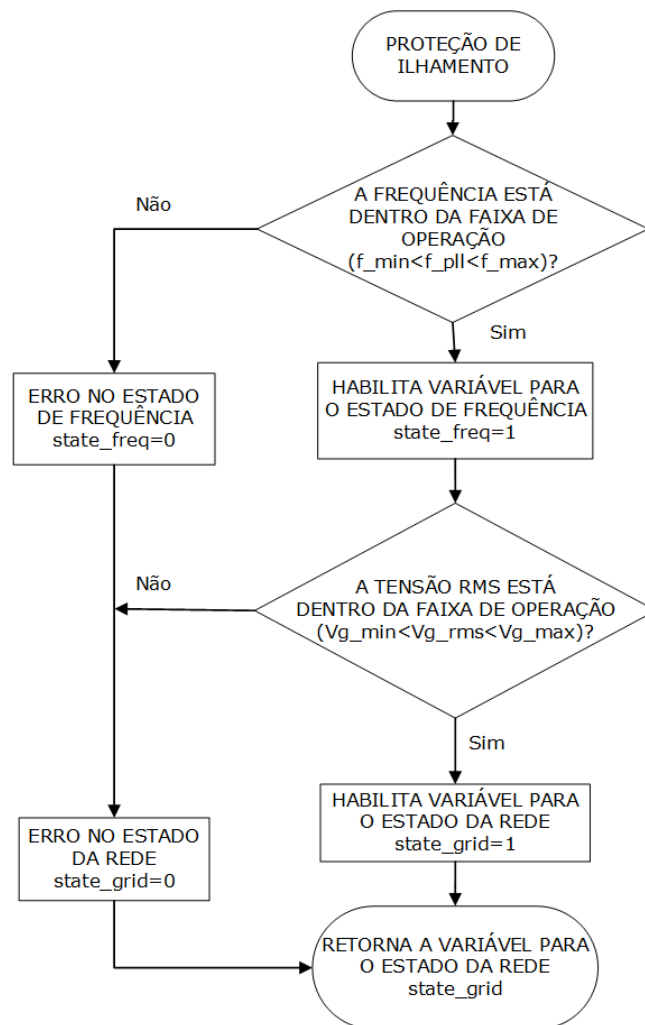 PROTEÇÃO DE
ILHAMENTO
A FREQUÊNCIA ESTÁ
DENTRO DA FAIXA DE
OPERAÇÃO
(f_min<f_pll<f_max)?
Não
Sim
ERRO NO ESTADO
DE FREQUÊNCIA
state_freq=0
HABILITA VARIÁVEL PARA
O ESTADO DE FREQUÊNCIA
state_freq=1
A TENSÃO RMS ESTÁ
DENTRO DA FAIXA DE OPERAÇÃO
(Vg_min<Vg_rms<Vg_max)?
Não
Sim
ERRO NO ESTADO
DA REDE
state_grid=0
HABILITA VARIÁVEL PARA
O ESTADO DA REDE
state_grid=1
RETORNA A VARIÁVEL PARA
O ESTADO DA REDE
state_grid